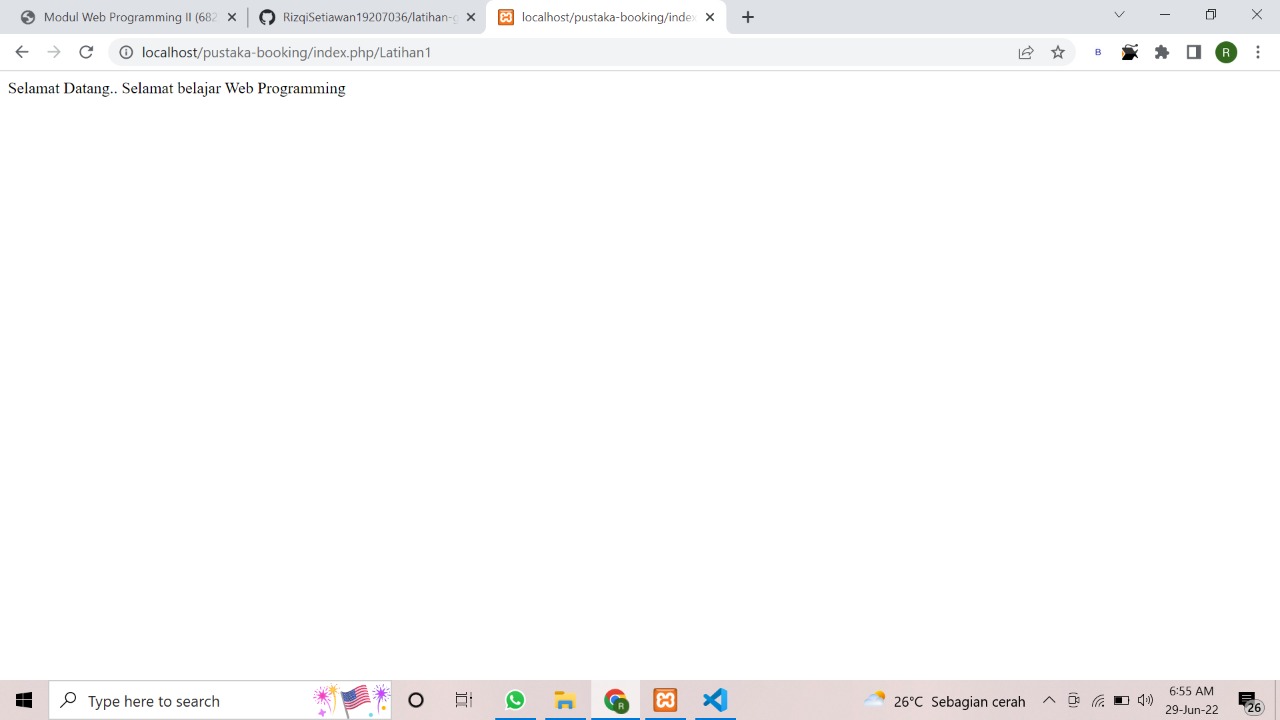 Modul Web Programming II (682
RizqiSetiawan19207036/latihan-g
localhost/pustaka-booking/index
localhost/pustaka-booking/index.php/Latihan1
B
R
Selamat Datang.. Selamat belajar Web Programming
Type here to search
R
26°C Sebagian cerah
6:55 AM
29-Jun-22
26